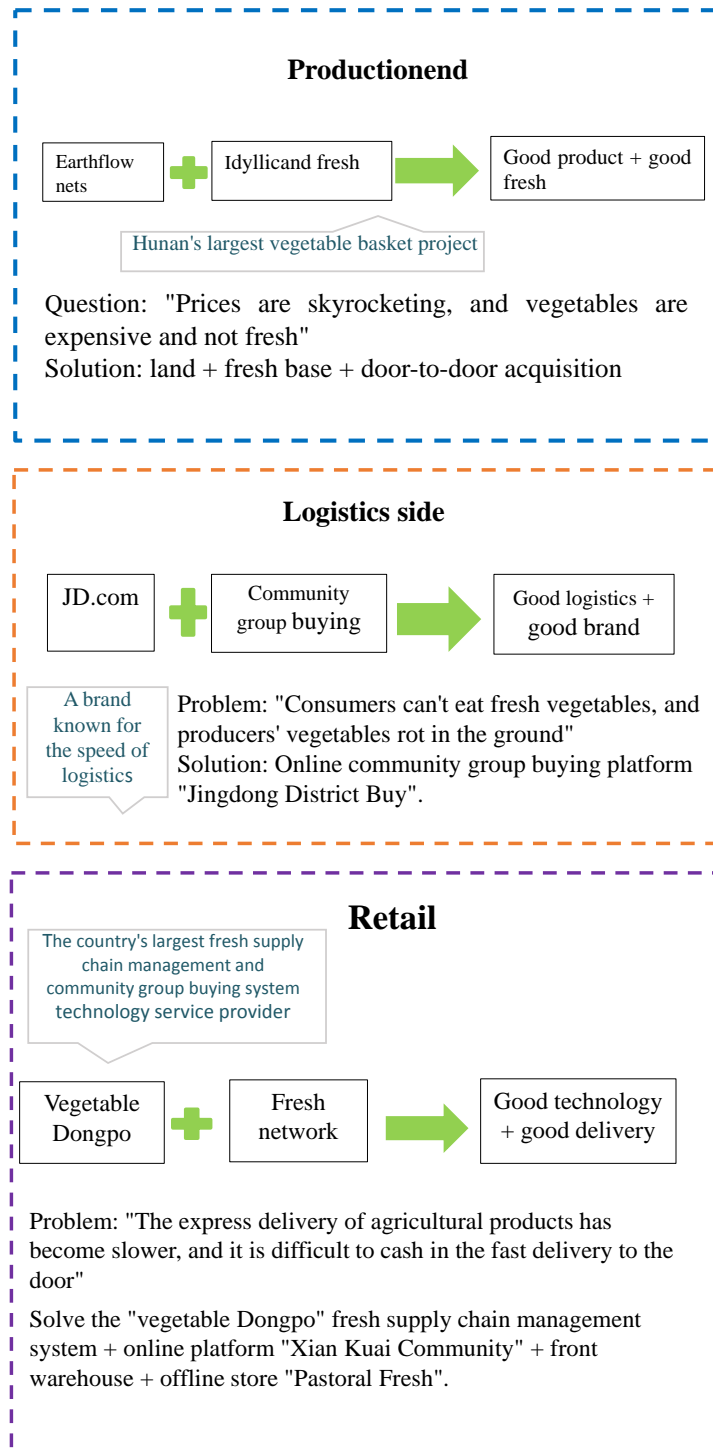 Productionend
Earthflow
nets
Idyllicand fresh
Good product + good
fresh
Hunan's largest vegetable basket project
Question: "Prices are skyrocketing, and vegetables are
expensive and not fresh"
Solution: land + fresh base + door-to-door acquisition
Logistics side
JD.com
Community
group buying
Good logistics +
good brand
A brand
known for
the speed of
logistics
Problem: "Consumers can't eat fresh vegetables, and
producers' vegetables rot in the ground"
Solution: Online community group buying platform
"Jingdong District Buy".
Retail
The country's largest fresh supply
chain management and
community group buying system
technology service provider
Vegetable
Dongpo
Fresh
network
Good technology
+ good delivery
Problem: "The express delivery of agricultural products has
become slower, and it is difficult to cash in the fast delivery to the
door"
Solve the "vegetable Dongpo" fresh supply chain management
system + online platform "Xian Kuai Community" + front
warehouse + offline store "Pastoral Fresh".